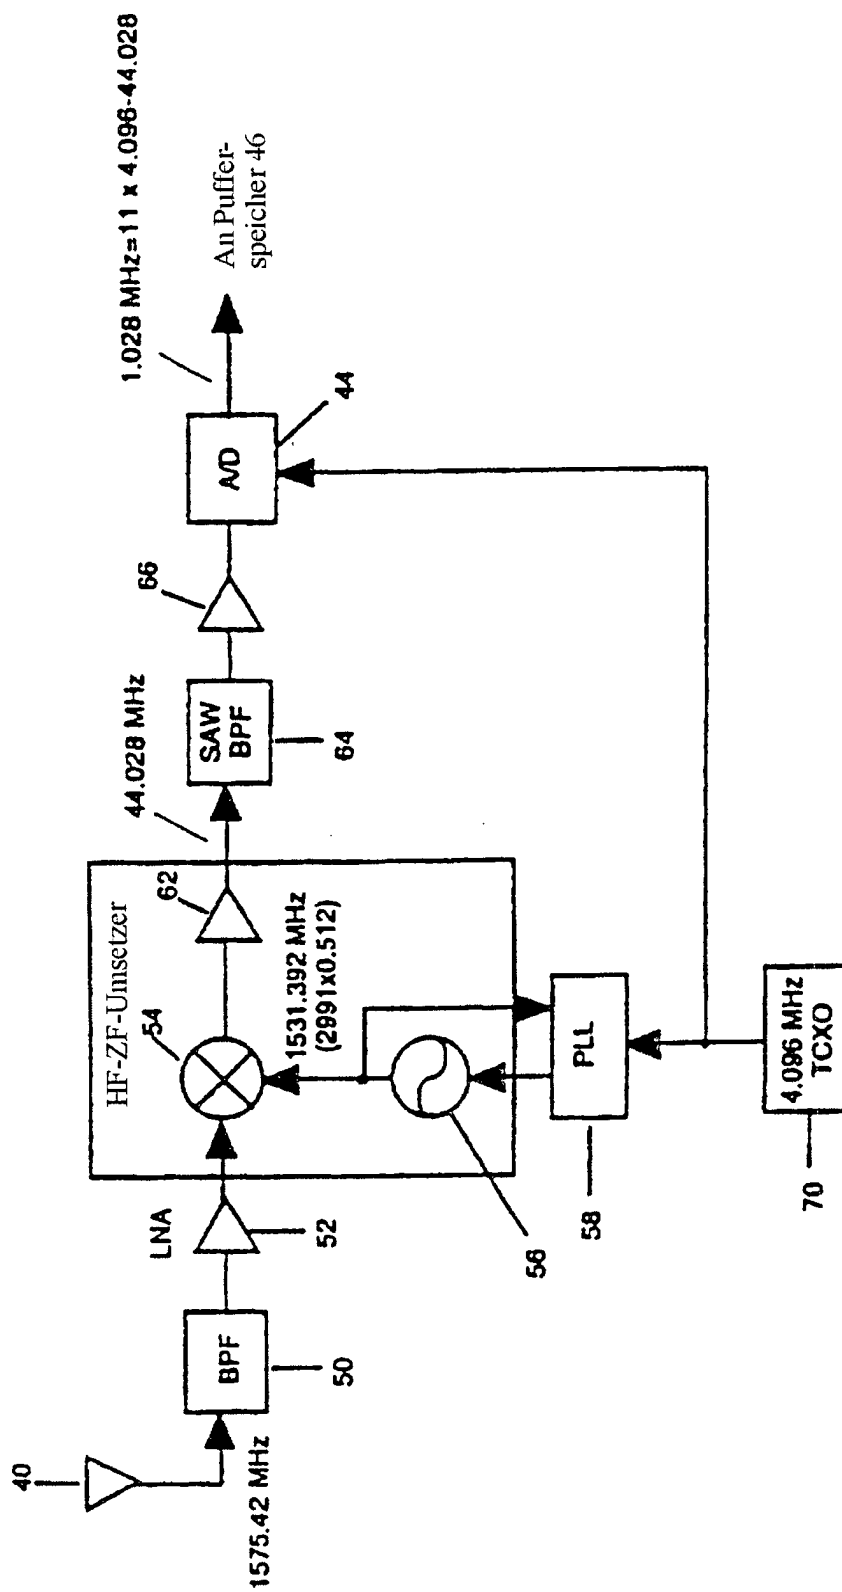 40
1575.42 MHz
BPF
50
LNA
52
HF-ZF-Umsetzer
54
62
1531.392 MHz
(2991x0.512)
56
PLL
58
4.096 MHz
TCXO
70
44.028 MHz
SAW
BPF
64
66
A/D
44
1.028 MHz=11 x 4.096-44.028
An Puffer-
speicher 46